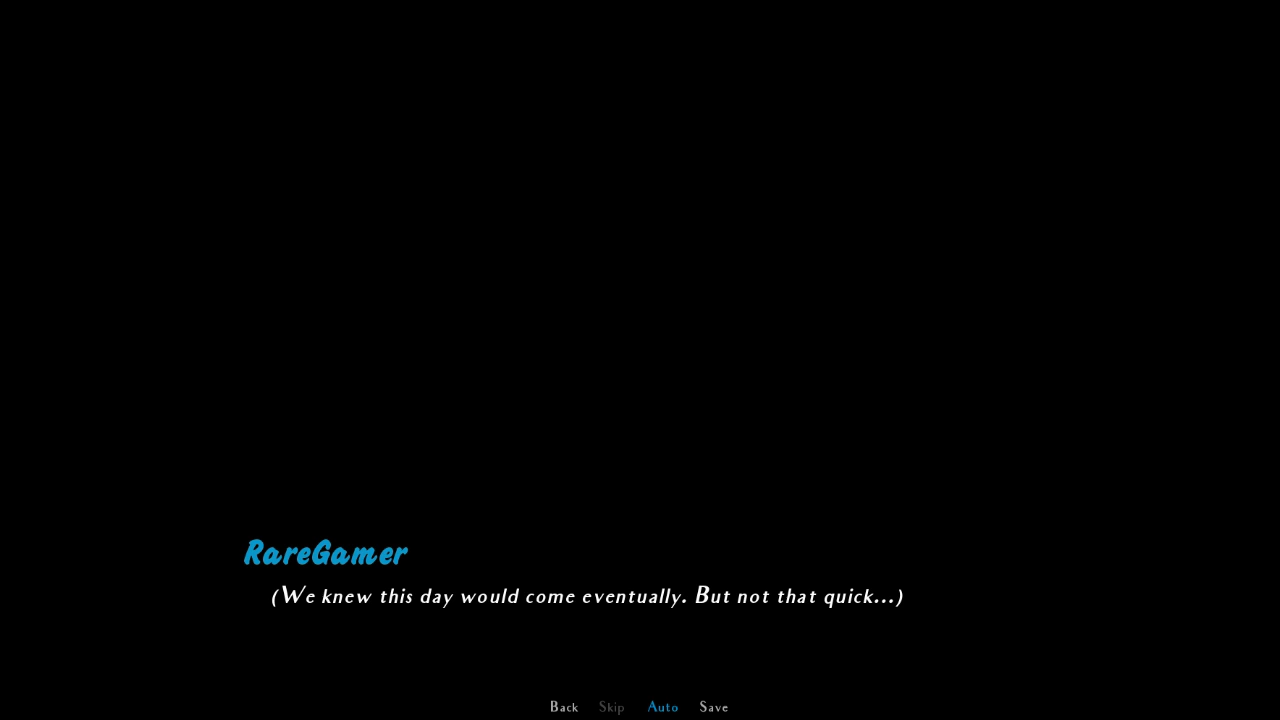 RareGamer
(We knew this day would come eventually. But not that quick...)
Back Skip Auto Save